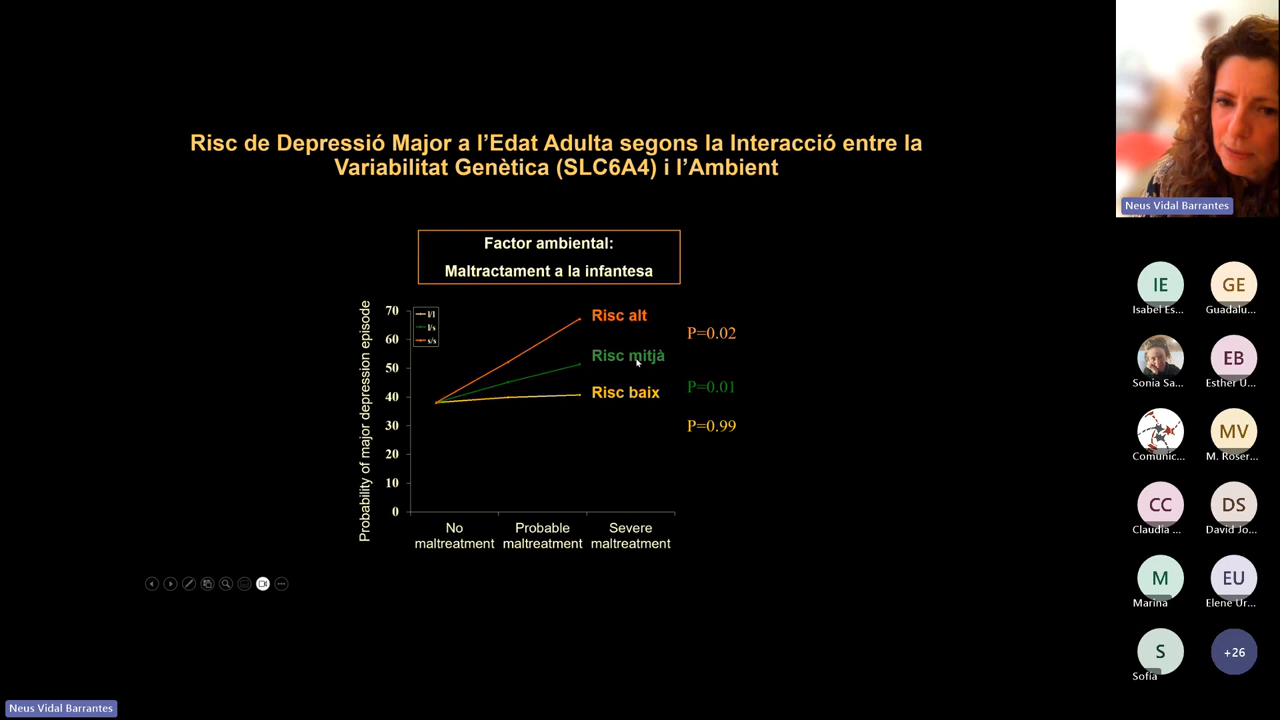 Risc de Depressió Major a l’Edat Adulta segons la Interacció entre la
Variabilitat Genètica (SLC6A4) i l’Ambient
Factor ambiental:
Maltractament a la infantesa
Probability of major depression episode
70
60
50
40
30
20
10
0
l/l
l/s
s/s
Risc alt
Risc mitjà
Risc baix
P=0.02
P=0.01
P=0.99
No
maltreatment
Probable
maltreatment
Severe
maltreatment
Neus Vidal Barrantes
IE
Isabel Es...
GE
Guadalu...
Sonia Sa...
EB
Esther U...
Comunic...
MV
M. Roser...
CC
Claudia ...
DS
David Jo...
M
Marina
EU
Elene Ur...
S
Sofía
+26
Neus Vidal Barrantes